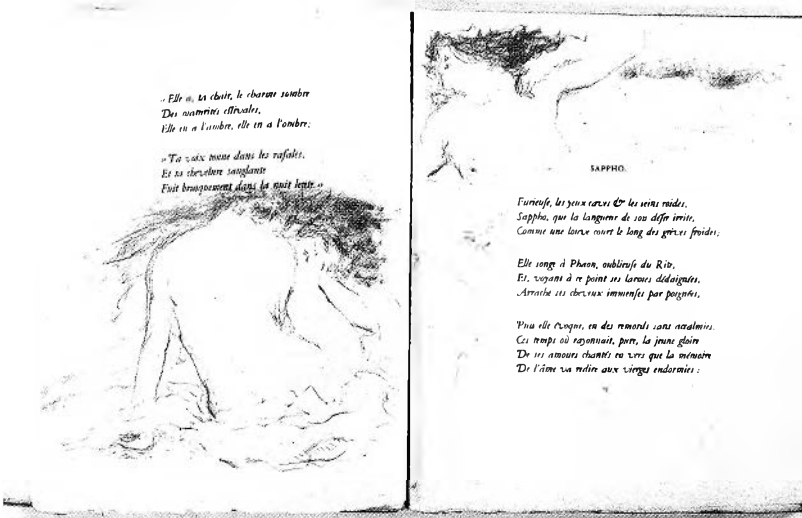 » Elle a, ta chair, le charme sombre
Des maturités eſtivales,
Elle en a l'ambre, elle en a l'ombre;
» Ta voix tonne dans les rafales,
Et ta chevelure sanglante
Fuit brusquement dans la nuit lente. »
SAPPHO.
Furieuſe, les yeux caves & les seins roides,
Sappho, que la langueur de son déſir irrite,
Comme une louve court le long des grèves froides;
Elle songe à Phaon, oublieuſe du Rite,
Et, voyant à ce point ses larmes dédaignées,
Arrache ses cheveux immenſes par poignées,
Puis elle évoque, en des remords sans accalmies,
Ces temps où rayonnait, pure, la jeune gloire
De ses amours chantés en vers que la mémoire
De l'âme va redire aux vierges endormies :